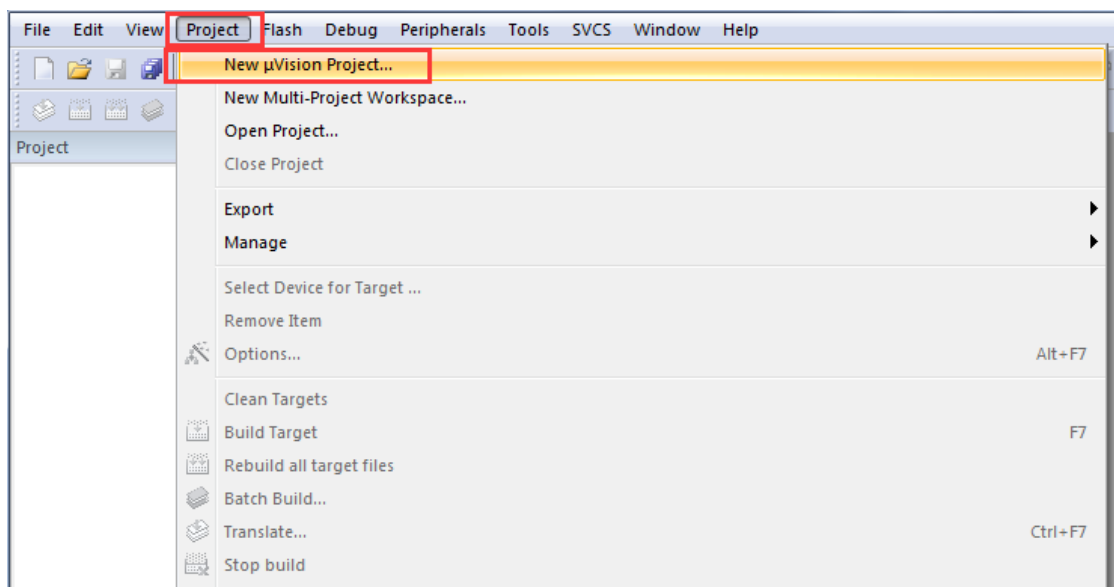 File Edit View Project Flash Debug Peripherals Tools SVCS Window Help
New µVision Project...
New Multi-Project Workspace...
Open Project...
Project
Close Project
Export
Manage
Select Device for Target ...
Remove Item
Options... Alt+F7
Clean Targets
Build Target F7
Rebuild all target files
Batch Build...
Translate... Ctrl+F7
Stop build